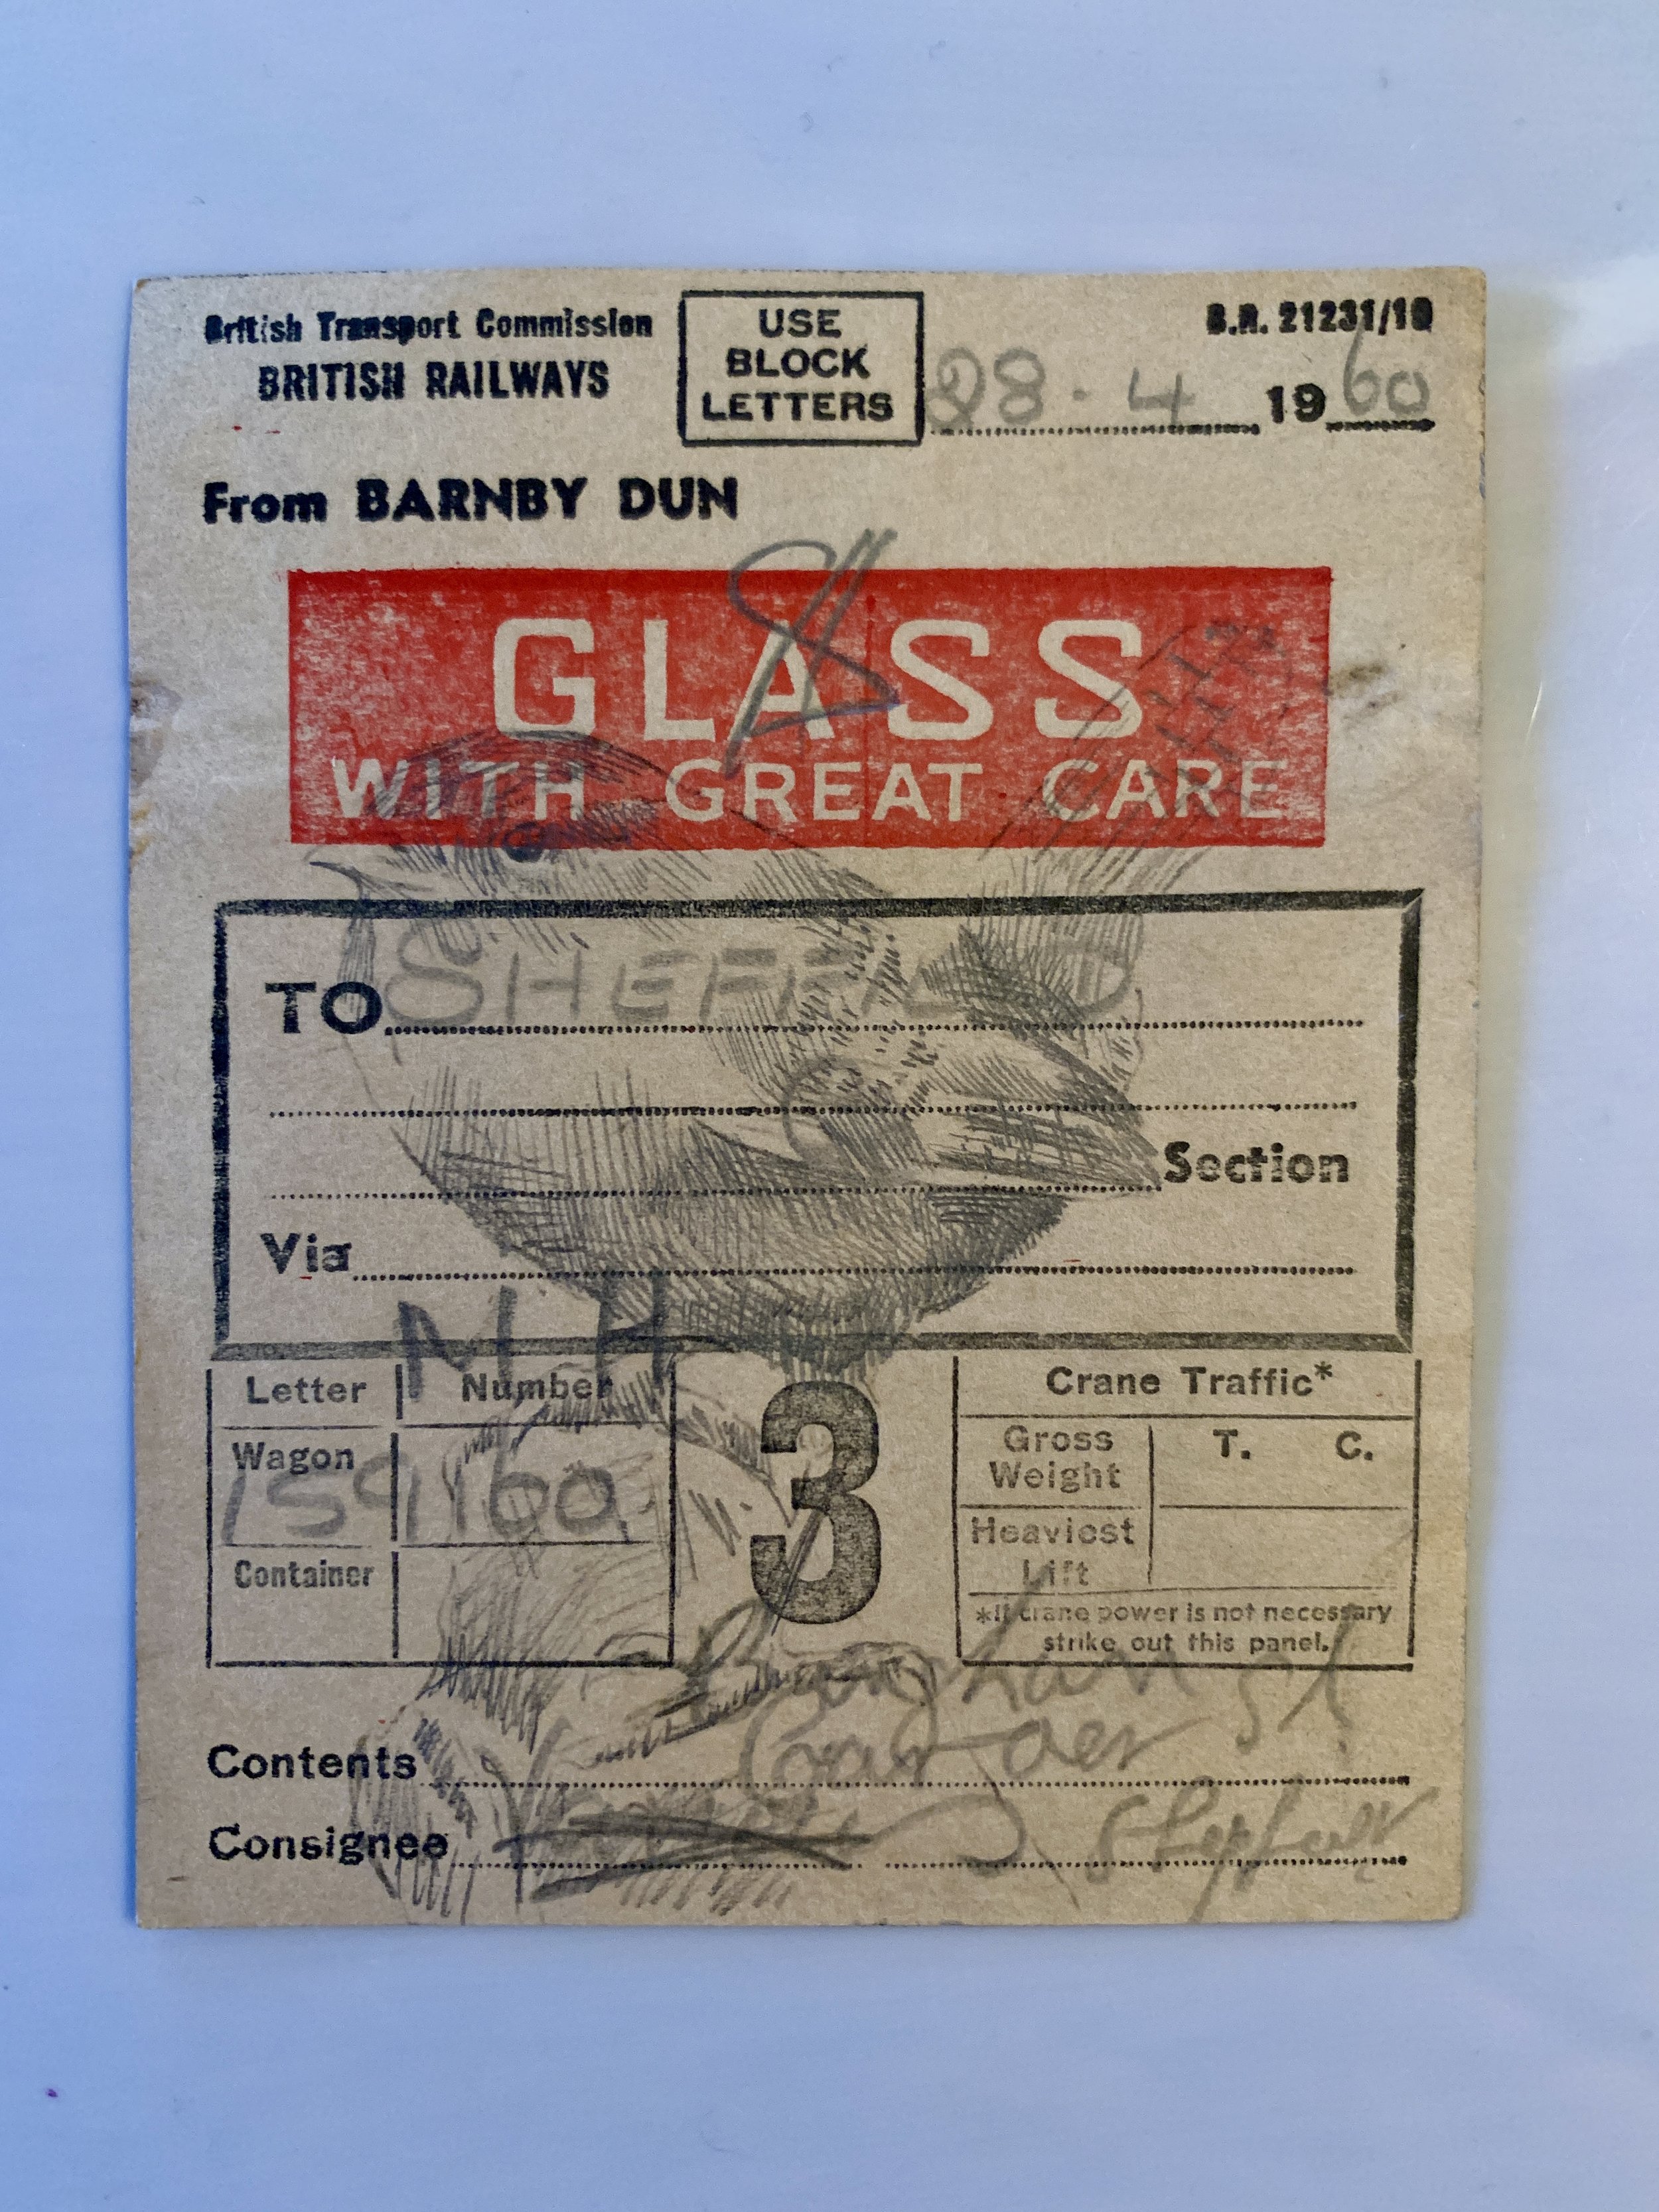 British Transport Commission
BRITISH RAILWAYS
USE
BLOCK
LETTERS
B.R. 21231/10
28 - 4 1960
From BARNBY DUN
GLASS
WITH GREAT CARE
TO SHEFFIELD
Section
Via
N H
Letter Number
Wagon 159160
Container
3
Crane Traffic*
Gross
Weight T. C.
Heaviest
Lift
*If crane power is not necessary
strike out this panel.
Contents
Consignee